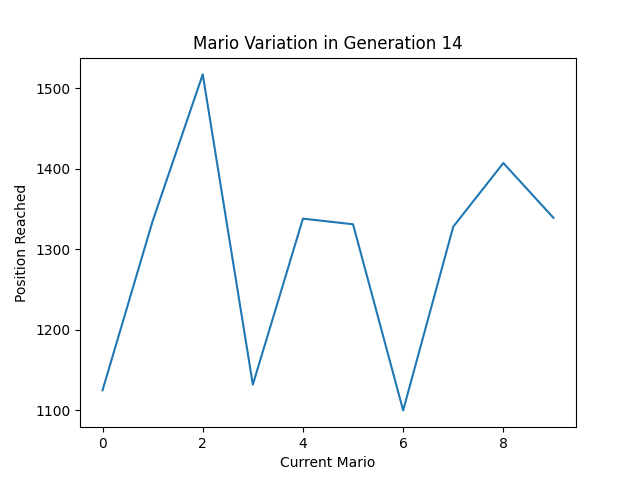 Mario Variation in Generation 14
1500
1400
1300
1200
1100
Position Reached
0 2 4 6 8
Current Mario